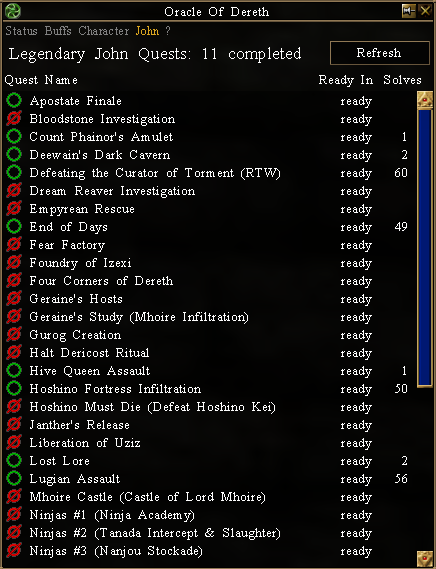 Oracle Of Dereth
Status Buffs Character John ?
Legendary John Quests: 11 completed Refresh
Quest Name Ready In Solves
Apostate Finale ready
Bloodstone Investigation ready
Count Phainor's Amulet ready 1
Deewain's Dark Cavern ready 2
Defeating the Curator of Torment (RTW) ready 60
Dream Reaver Investigation ready
Empyrean Rescue ready
End of Days ready 49
Fear Factory ready
Foundry of Izexi ready
Four Corners of Dereth ready
Geraine's Hosts ready
Geraine's Study (Mhoire Infiltration) ready
Gurog Creation ready
Halt Dericost Ritual ready
Hive Queen Assault ready 1
Hoshino Fortress Infiltration ready 50
Hoshino Must Die (Defeat Hoshino Kei) ready
Janther's Release ready
Liberation of Uziz ready
Lost Lore ready 2
Lugian Assault ready 56
Mhoire Castle (Castle of Lord Mhoire) ready
Ninjas #1 (Ninja Academy) ready
Ninjas #2 (Tanada Intercept & Slaughter) ready
Ninjas #3 (Nanjou Stockade) ready